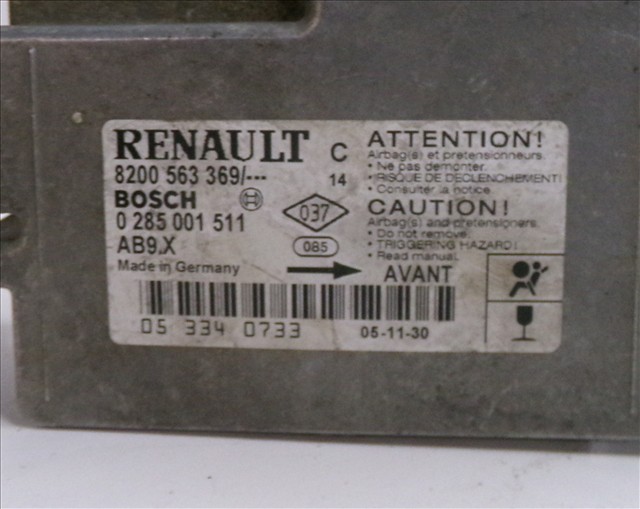 RENAULT C
8200 563 369/--- 14
BOSCH
0 285 001 511 037
AB9.X 085
Made in Germany AVANT
ATTENTION!
Airbag(s) et pretensionneurs.
• Ne pas demonter.
• RISQUE DE DECLENCHEMENT!
• Consulter la notice.
CAUTION!
Airbag(s) and pretensioners.
• Do not remove.
• TRIGGERING HAZARD!
• Read manual.
05 334 0733 05-11-30